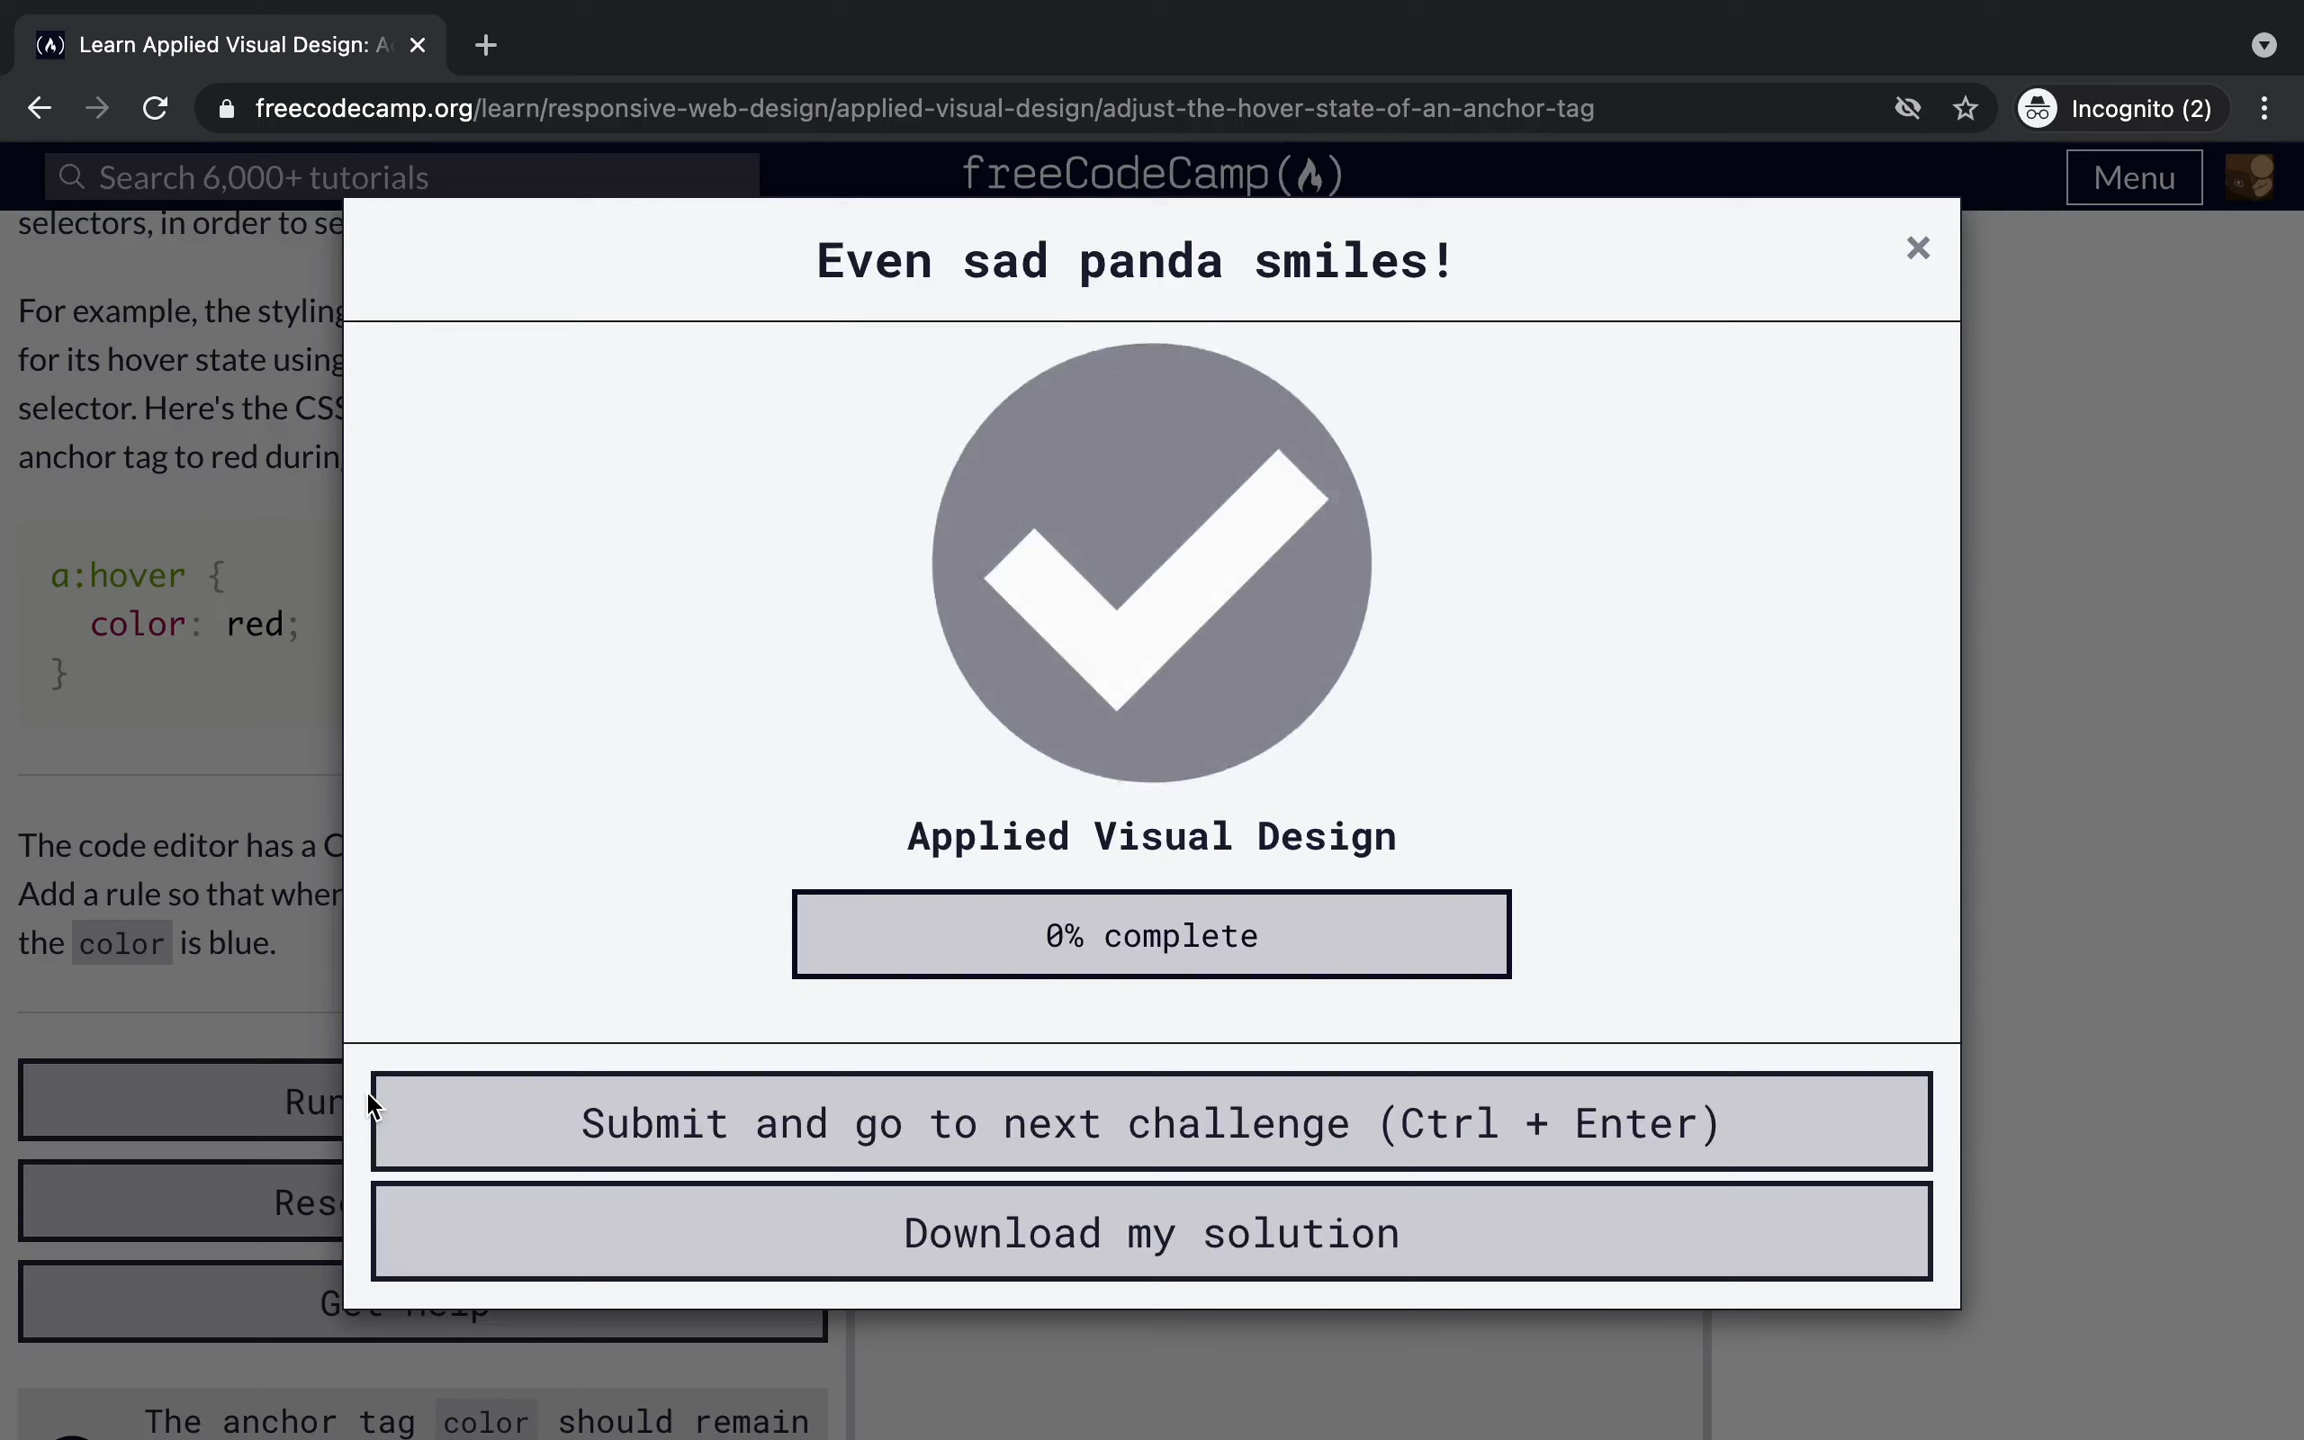 Learn Applied Visual Design: A
freecodecamp.org/learn/responsive-web-design/applied-visual-design/adjust-the-hover-state-of-an-anchor-tag
Incognito (2)
Search 6,000+ tutorials
freeCodeCamp
Menu
selectors, in order to se
Even sad panda smiles!
For example, the styling
for its hover state using
selector. Here's the CSS
anchor tag to red durin
a:hover {
color: red;
}
Applied Visual Design
The code editor has a C
Add a rule so that when
the color is blue.
0% complete
Run
Submit and go to next challenge (Ctrl + Enter)
Rese
Download my solution
Get help
The anchor tag color should remain